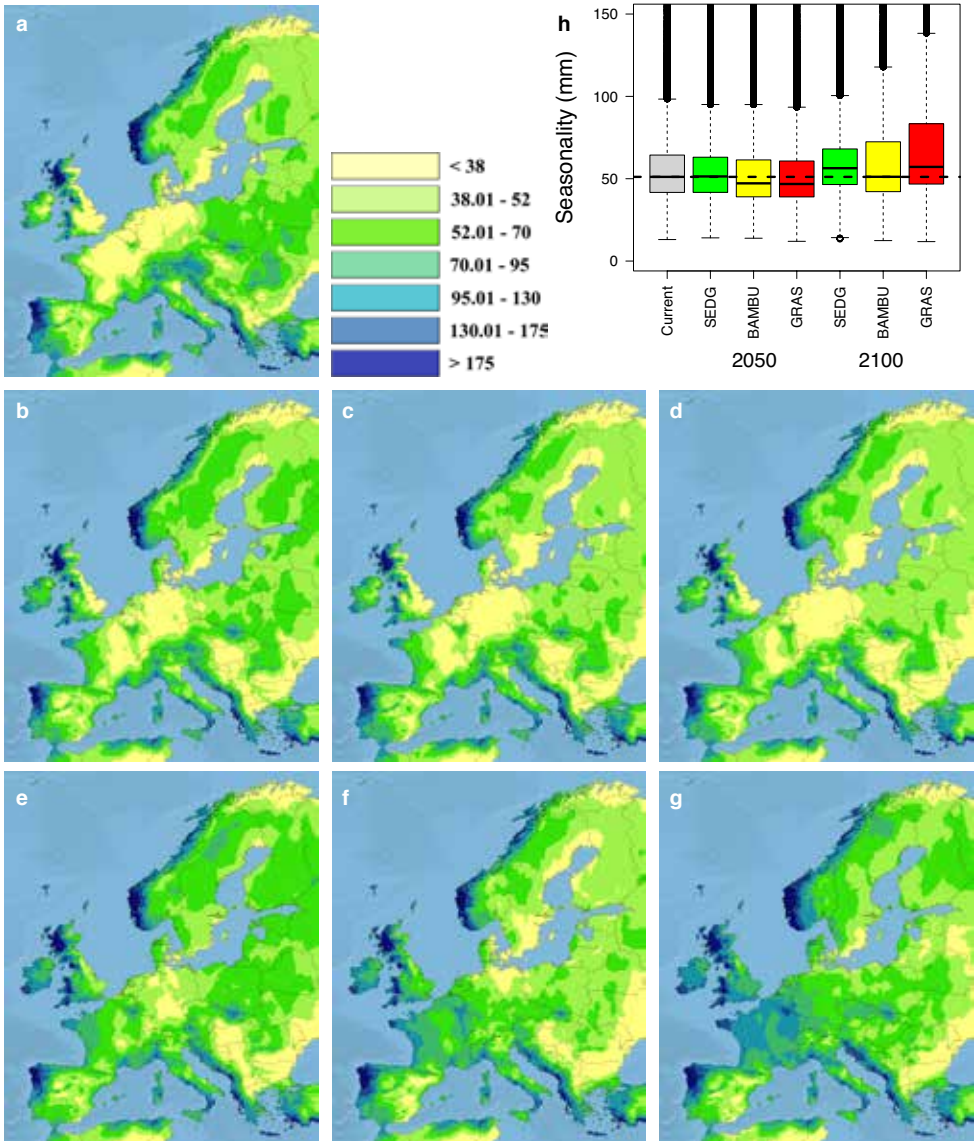 a
h
Seasonality (mm)
150
100
50
0
Current
SEDG
BAMBU
GRAS
SEDG
BAMBU
GRAS
2050
2100
< 38
38.01 - 52
52.01 - 70
70.01 - 95
95.01 - 130
130.01 - 175
> 175
b
c
d
e
f
g